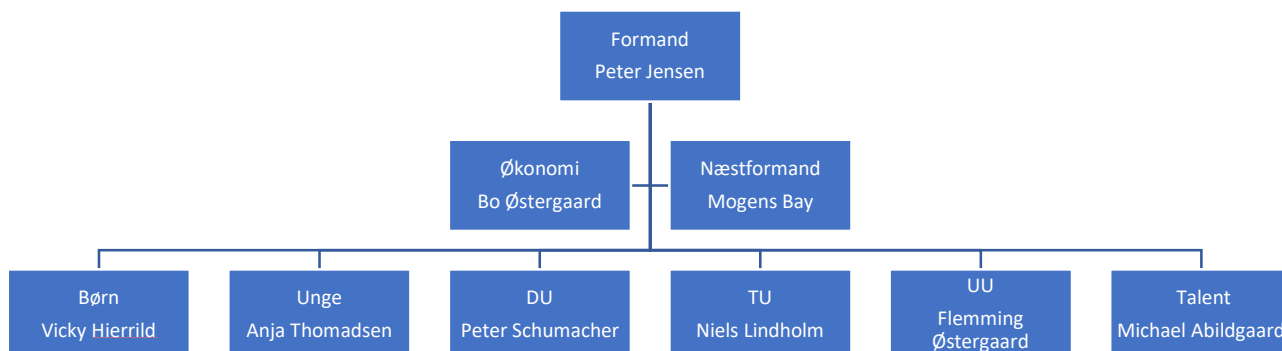 Formand
Peter Jensen
Økonomi
Bo Østergaard
Næstformand
Mogens Bay
Børn
Vicky Hierrild
Unge
Anja Thomadsen
DU
Peter Schumacher
TU
Niels Lindholm
UU
Flemming
Østergaard
Talent
Michael Abildgaard